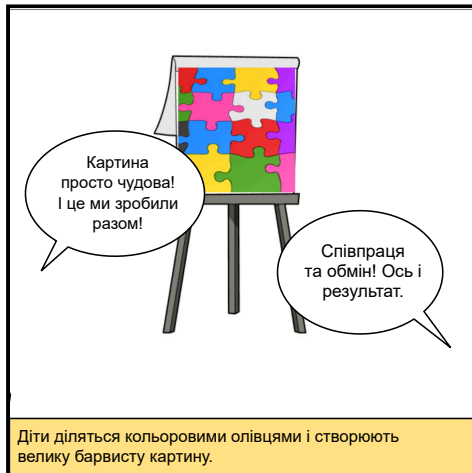 Картина
просто чудова!
І це ми зробили
разом!
Співпраця
та обмін! Ось і
результат.
Діти діляться кольоровими олівцями і створюють
велику барвисту картину.